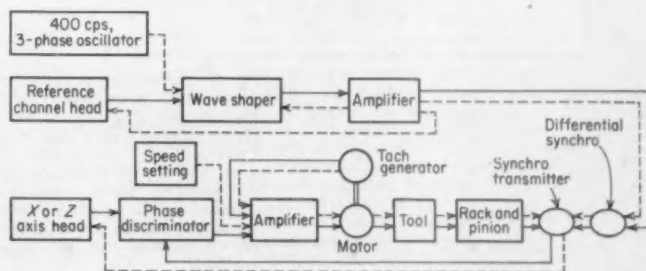 400 cps,
3-phase oscillator
Reference
channel head
Wave shaper
Amplifier
Differential
synchro
Speed
setting
Tach generator
Synchro
transmitter
X or Z
axis head
Phase
discriminator
Amplifier
Motor
Tool
Rack and
pinion